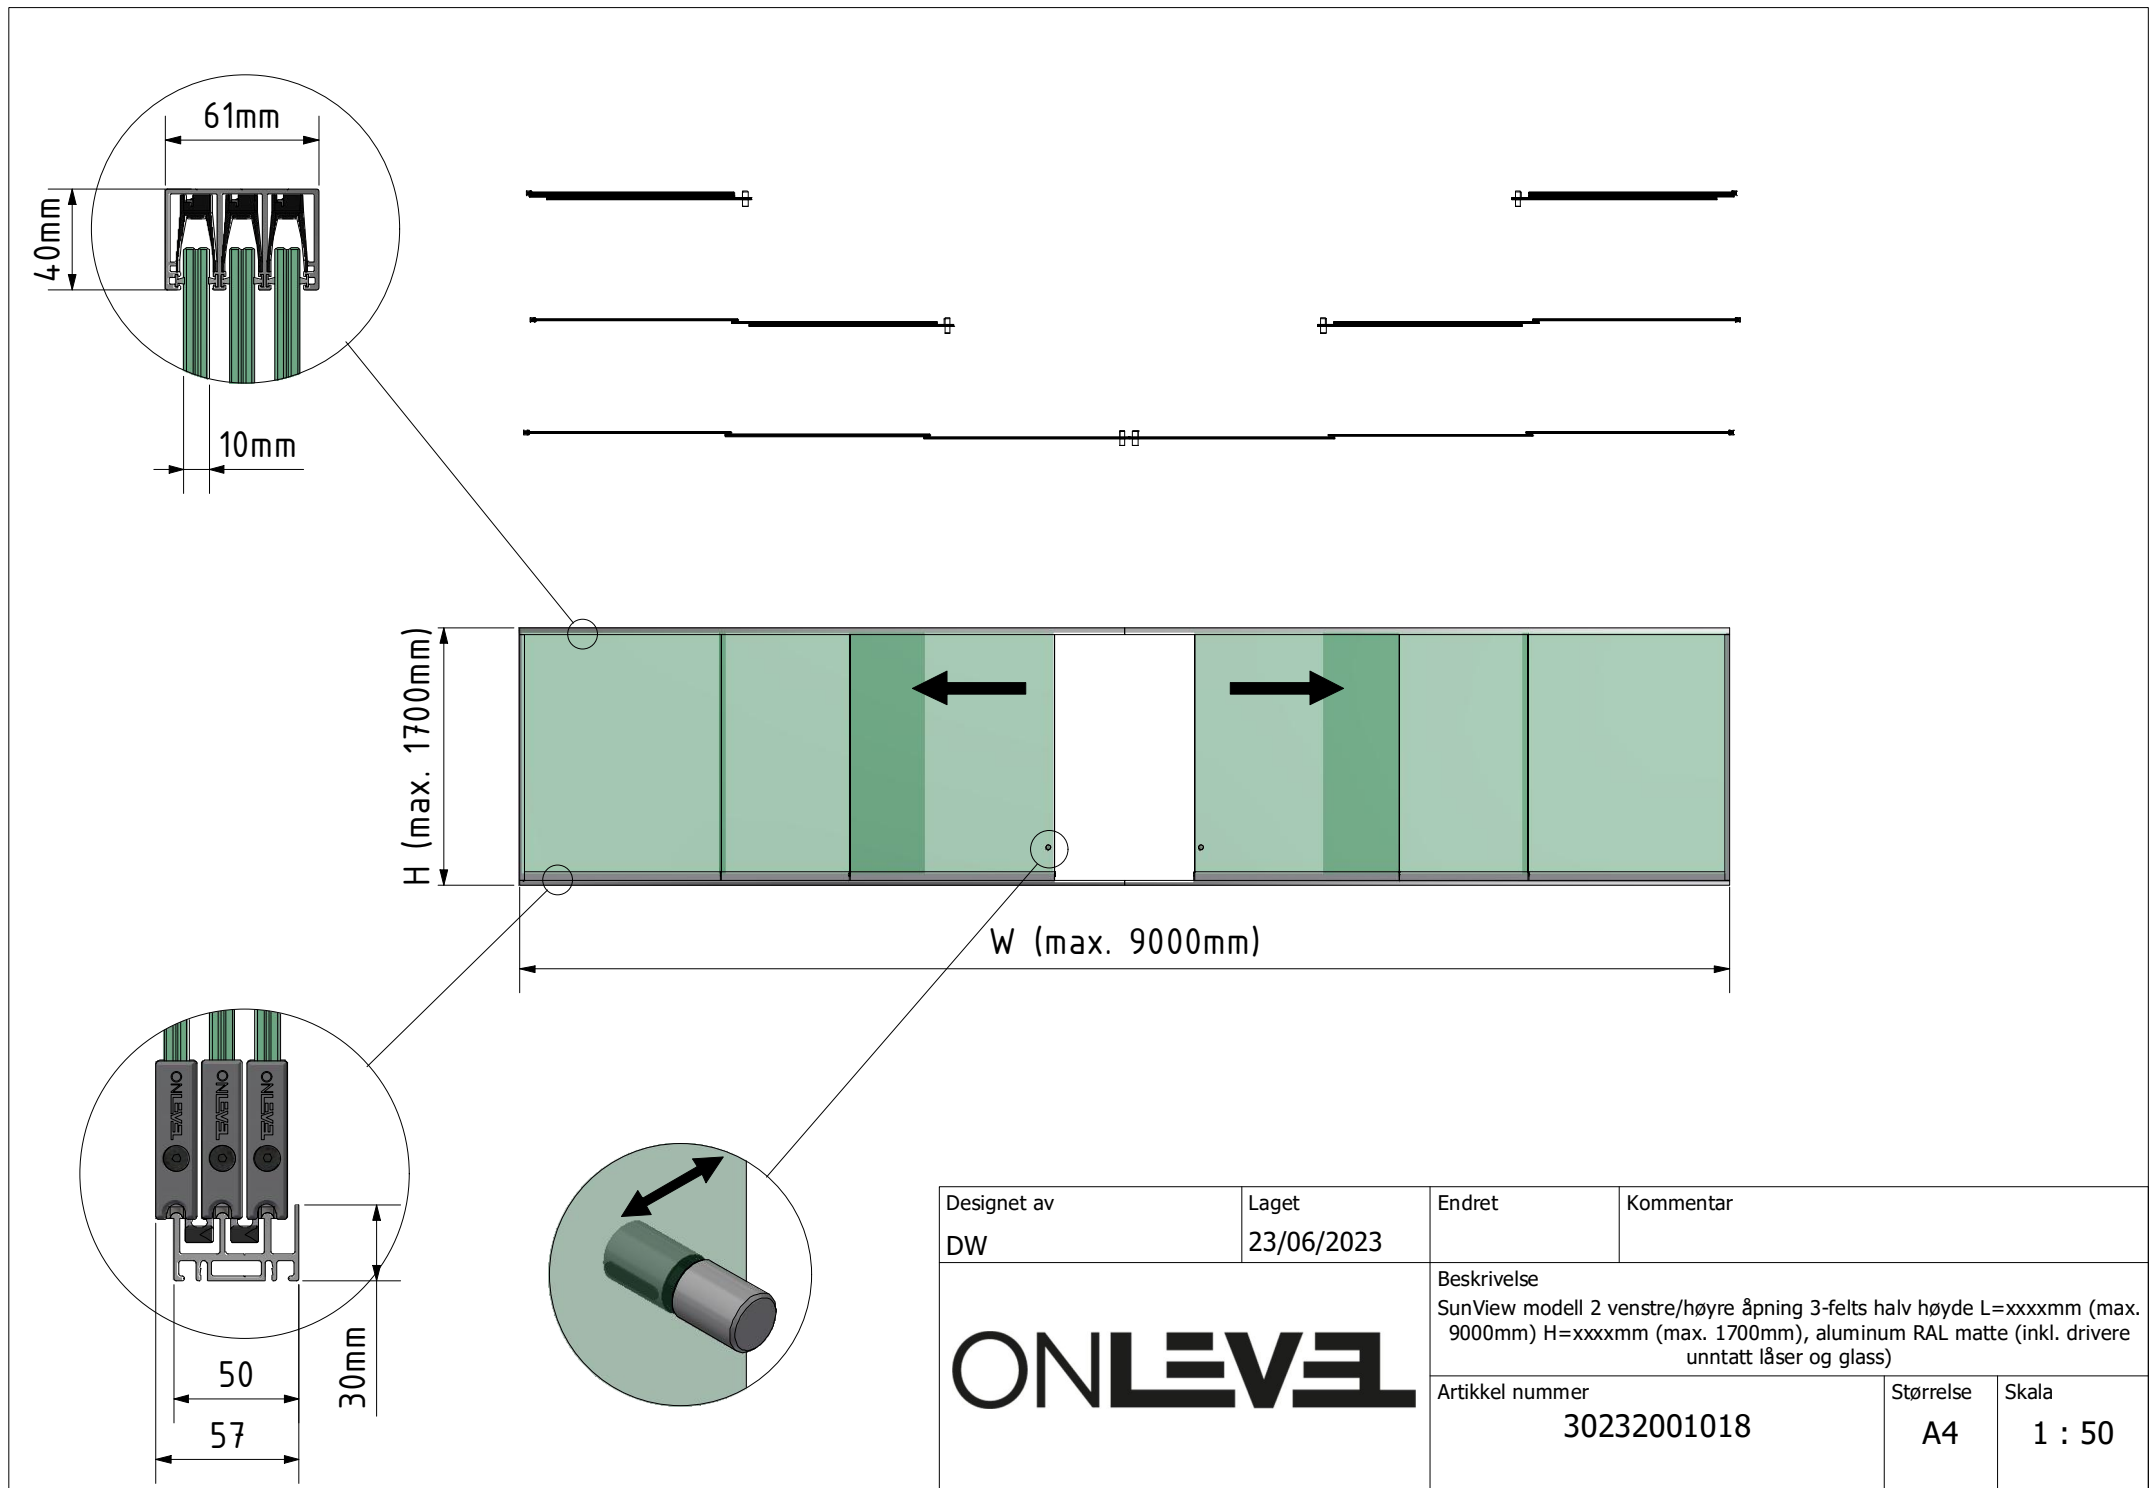 61mm
40mm
10mm
H (max. 1700mm)
W (max. 9000mm)
ONLEVEL
ONLEVEL
ONLEVEL
30mm
50
57
Designet av
DW
Laget
23/06/2023
Endret
Kommentar
ONLEVEL
Beskrivelse
SunView modell 2 venstre/høyre åpning 3-felts halv høyde L=xxxxmm (max.
9000mm) H=xxxxmm (max. 1700mm), aluminum RAL matte (inkl. drivere
unntatt låser og glass)
Artikkel nummer
30232001018
Størrelse
A4
Skala
1 : 50